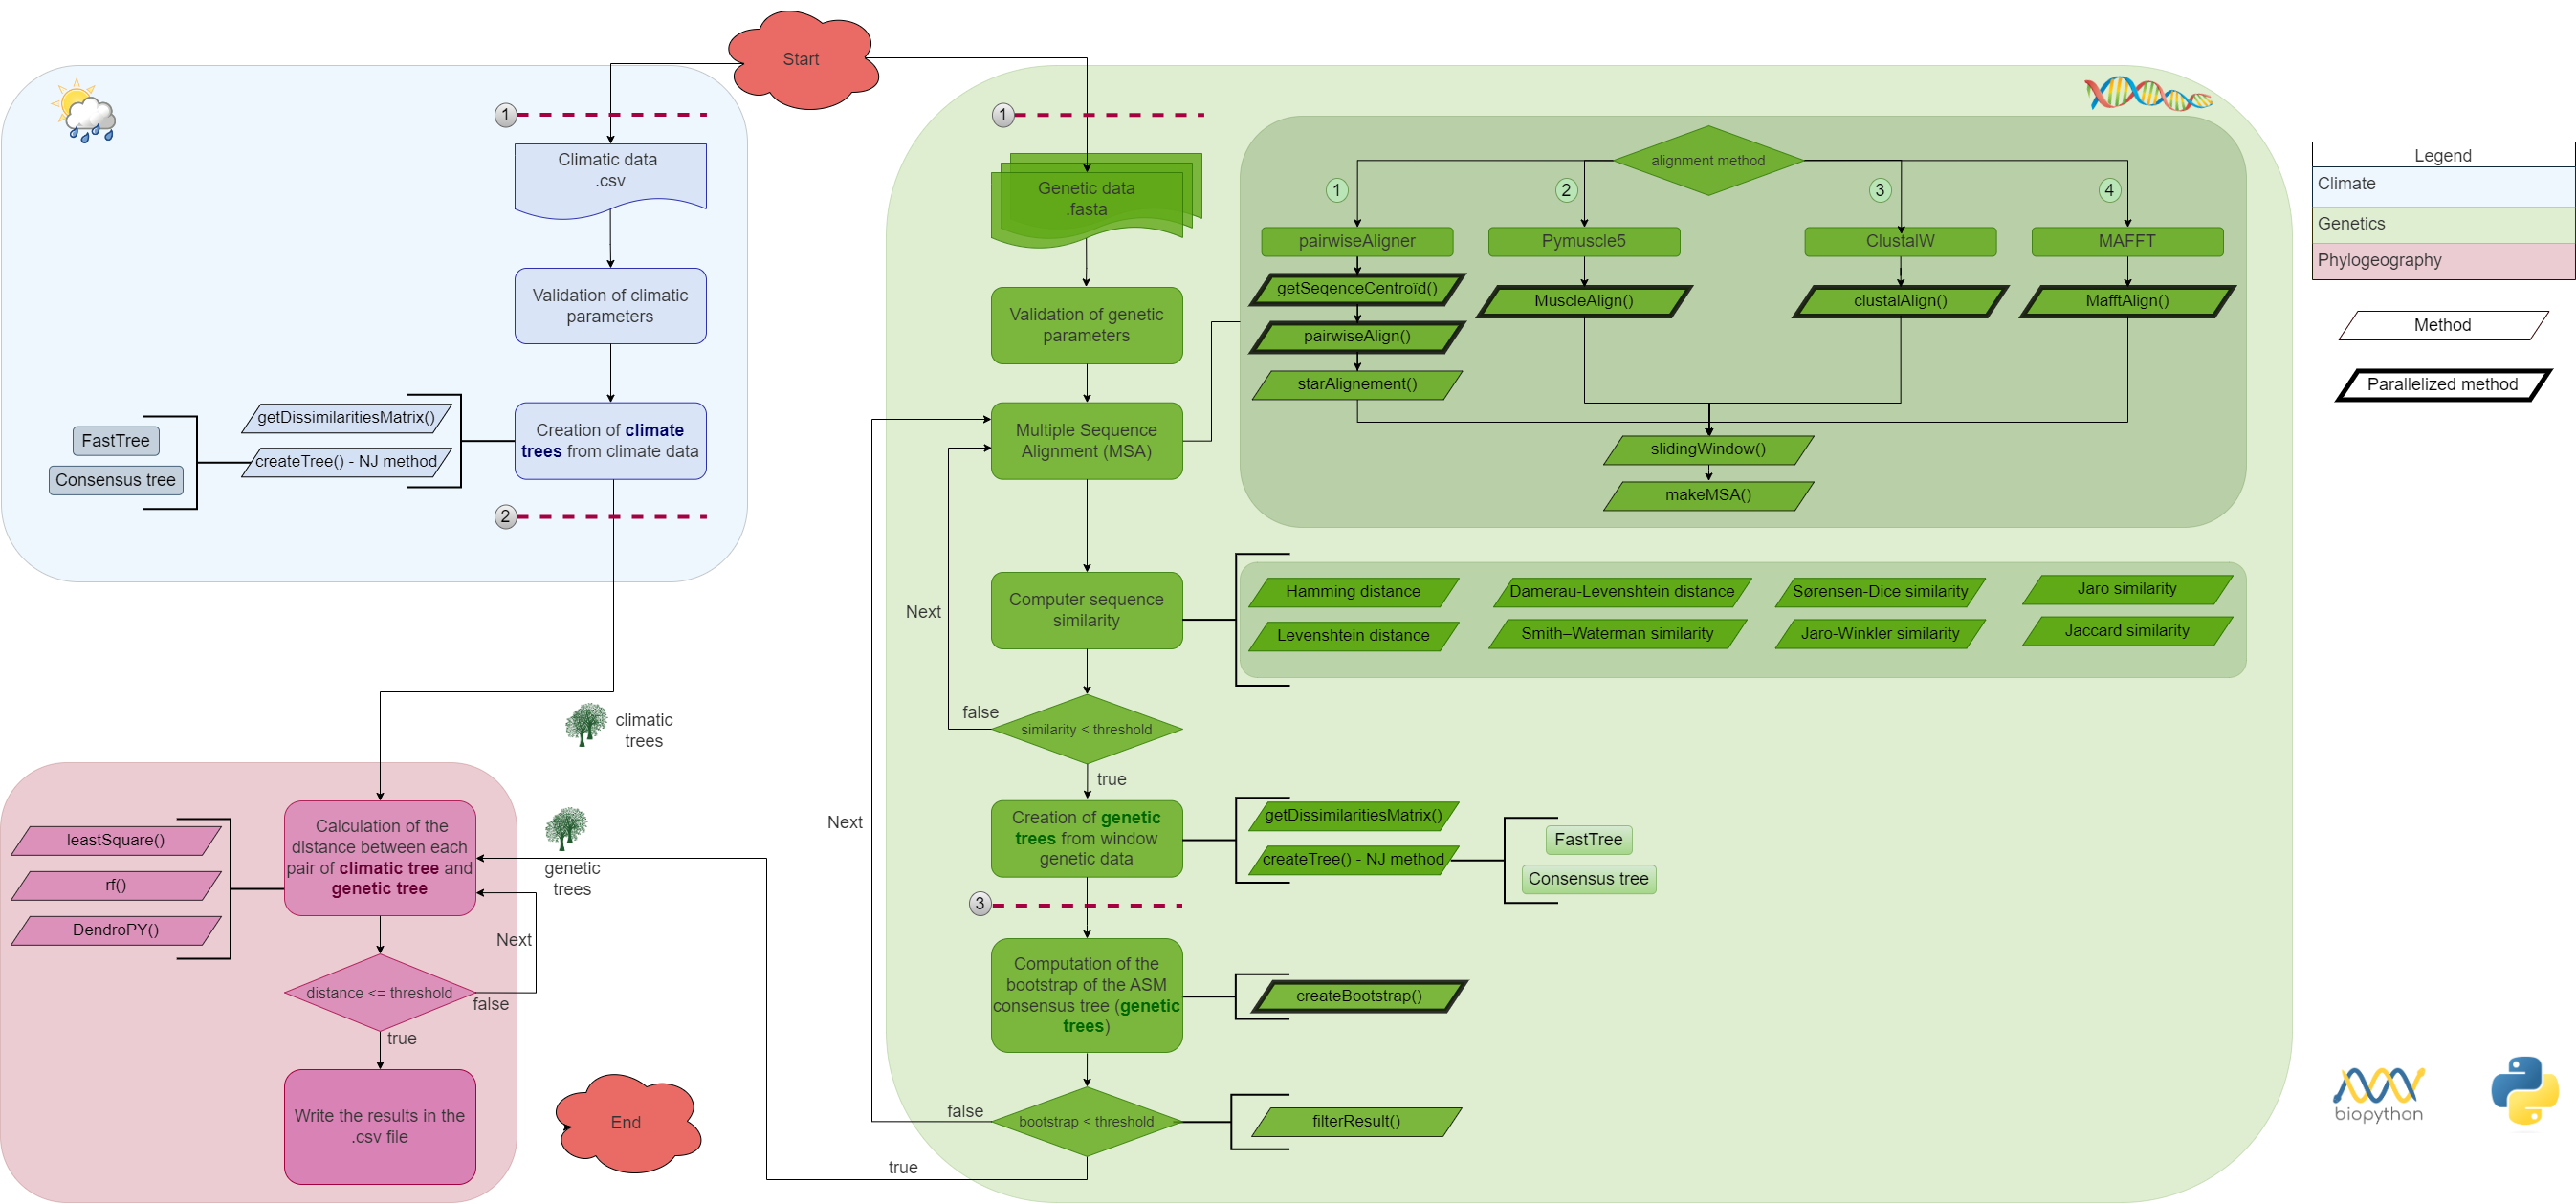 Start
1
Climatic data
.csv
Validation of climatic
parameters
Creation of climate
trees from climate data
getDissimilaritiesMatrix()
createTree() - NJ method
FastTree
Consensus tree
2
climatic
trees
1
Genetic data
.fasta
Validation of genetic
parameters
Multiple Sequence
Alignment (MSA)
alignment method
1
2
3
4
pairwiseAligner
Pymuscle5
ClustalW
MAFFT
getSeqenceCentroïd()
MuscleAlign()
clustalAlign()
MafftAlign()
pairwiseAlign()
starAlignement()
slidingWindow()
makeMSA()
Computer sequence
similarity
Hamming distance
Damerau-Levenshtein distance
Sørensen-Dice similarity
Jaro similarity
Levenshtein distance
Smith–Waterman similarity
Jaro-Winkler similarity
Jaccard similarity
Next
false
similarity < threshold
true
Next
Creation of genetic
trees from window
genetic data
getDissimilaritiesMatrix()
createTree() - NJ method
FastTree
Consensus tree
3
Computation of the
bootstrap of the ASM
consensus tree (genetic
trees)
createBootstrap()
false
bootstrap < threshold
filterResult()
true
genetic
trees
Calculation of the
distance between each
pair of climatic tree and
genetic tree
leastSquare()
rf()
DendroPY()
Next
distance <= threshold
false
true
Write the results in the
.csv file
End
Legend
Climate
Genetics
Phylogeography
Method
Parallelized method
biopython